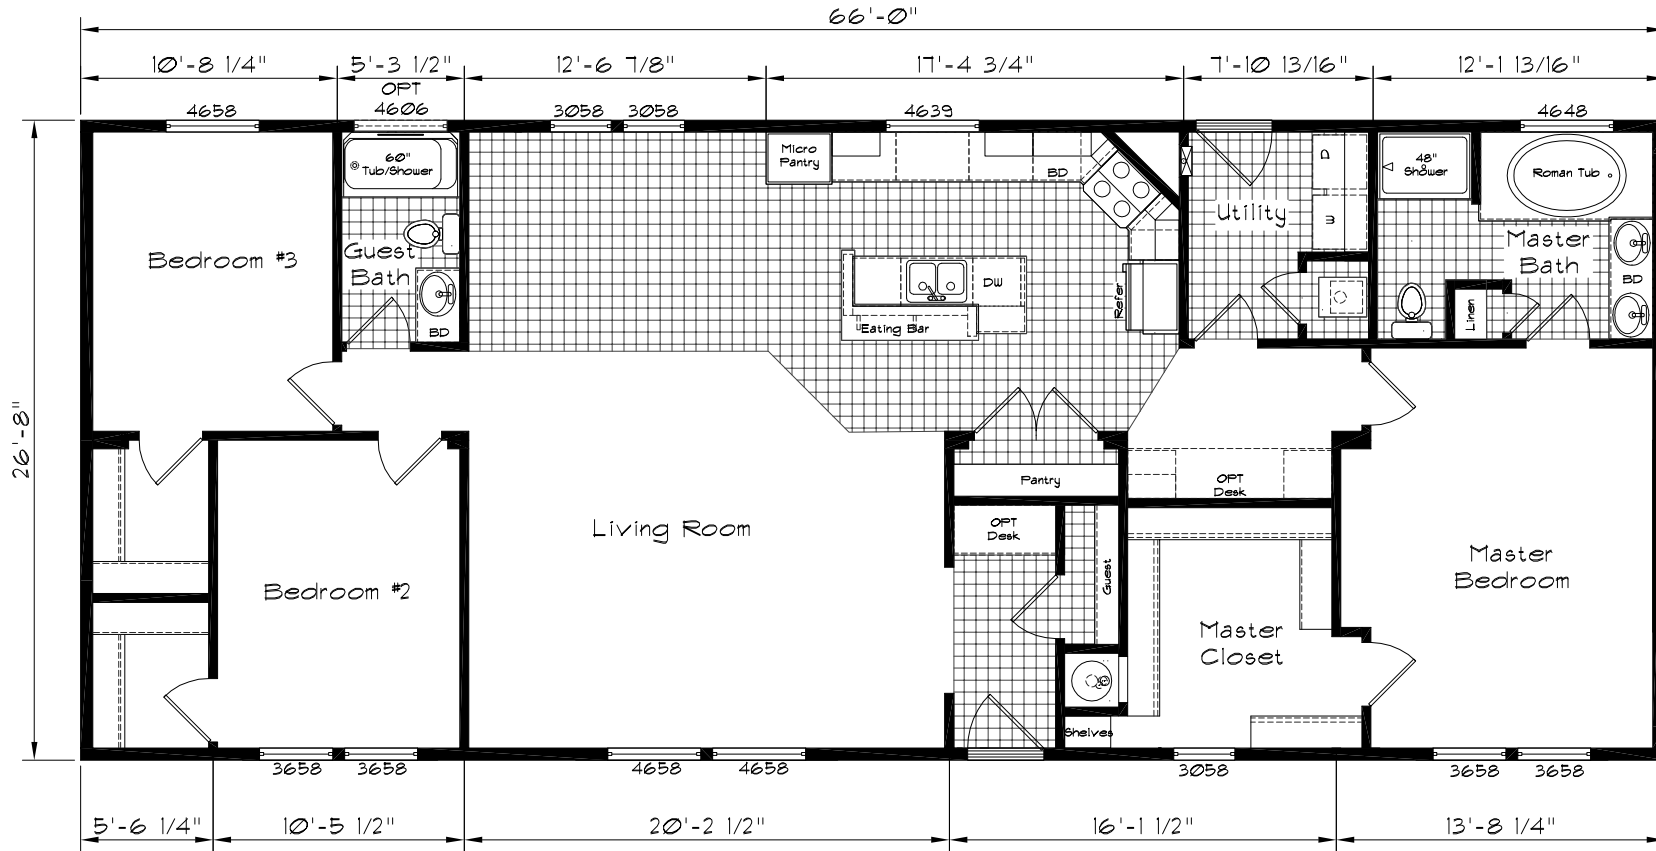 66'-0"
10'-8 1/4" 5'-3 1/2" 12'-6 7/8" 17'-4 3/4" 7'-10 13/16" 12'-1 13/16"
OPT
4658 4606 3058 3058 4639 4648
Micro
Pantry
60"
Tub/Shower
BD
D
W
48"
Shower
Roman Tub
Utility
Bedroom #3
Guest
Bath
Master
Bath
BD
DW
BD
Refer
Eating Bar
Linen
26'-8"
Pantry
OPT
Desk
OPT
Desk
Living Room
Guest
Bedroom #2
Master
Bedroom
Master
Closet
Shelves
3658 3658 4658 4658 3058 3658 3658
5'-6 1/4" 10'-5 1/2" 20'-2 1/2" 16'-1 1/2" 13'-8 1/4"